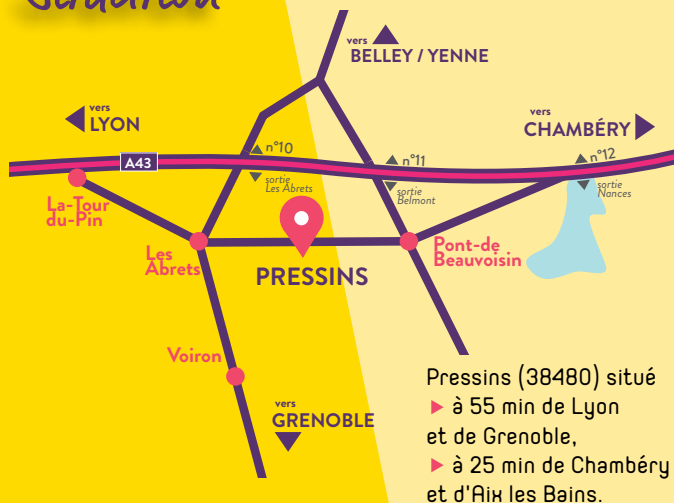 Situation
vers
BELLEY / YENNE
vers
LYON
vers
CHAMBÉRY
A43
n°10
sortie
Les Abrets
n°11
sortie
Belmont
n°12
sortie
Nances
La-Tour
du-Pin
Les
Abrets
PRESSINS
Pont-de
Beauvoisin
Voiron
vers
GRENOBLE
Pressins (38480) situé
à 55 min de Lyon
et de Grenoble,
à 25 min de Chambéry
et d'Aix les Bains.